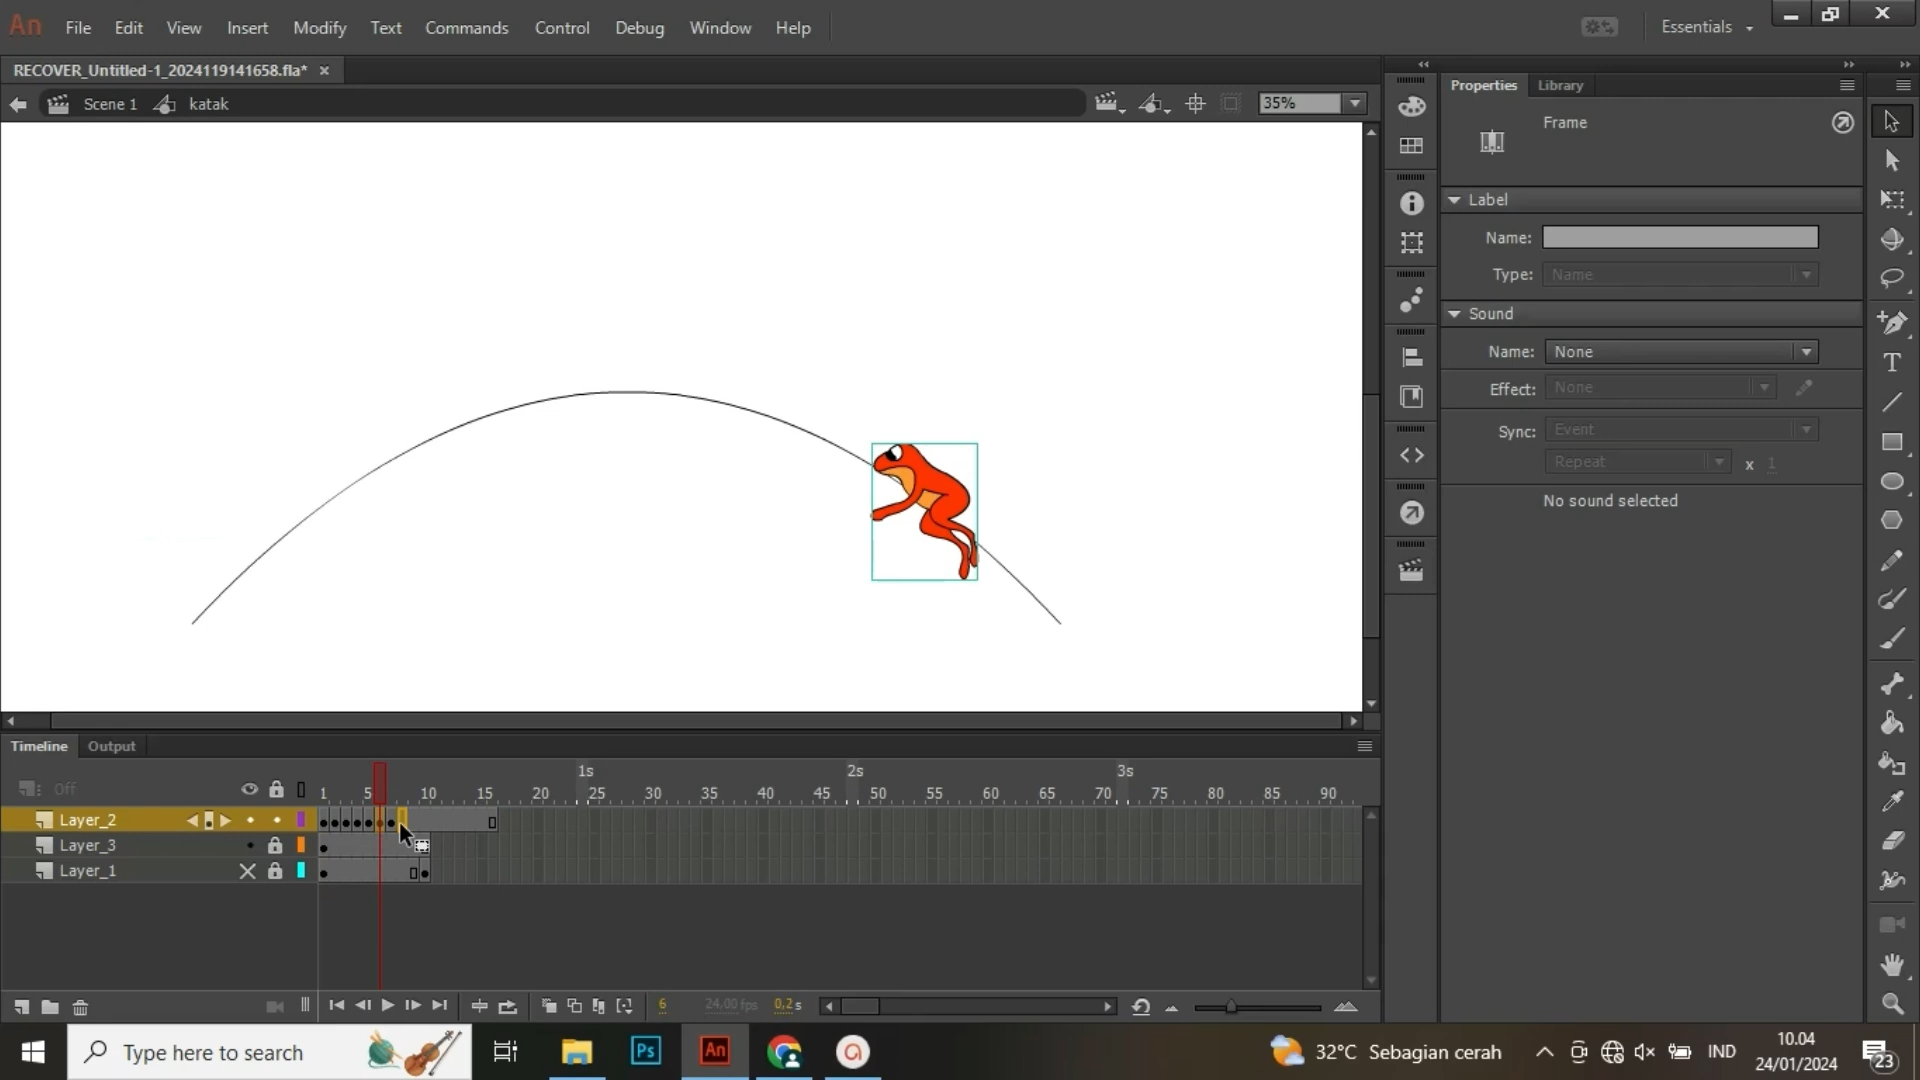 An File Edit View Insert Modify Text Commands Control Debug Window Help Essentials
RECOVER_Untitled-1_2024119141658.fla* ×
Scene 1 katak 35%
Properties Library
Frame
Label
Name:
Type: Name
Sound
Name: None
Effect: None
Sync: Event
Repeat x 1
No sound selected
Timeline Output
1s 2s 3s
Off 1 5 10 15 20 25 30 35 40 45 50 55 60 65 70 75 80 85 90
Layer_2
Layer_3
Layer_1
6 24,00 fps 0,2 s
Type here to search Ps An 32°C Sebagian cerah IND
10.04
24/01/2024
23